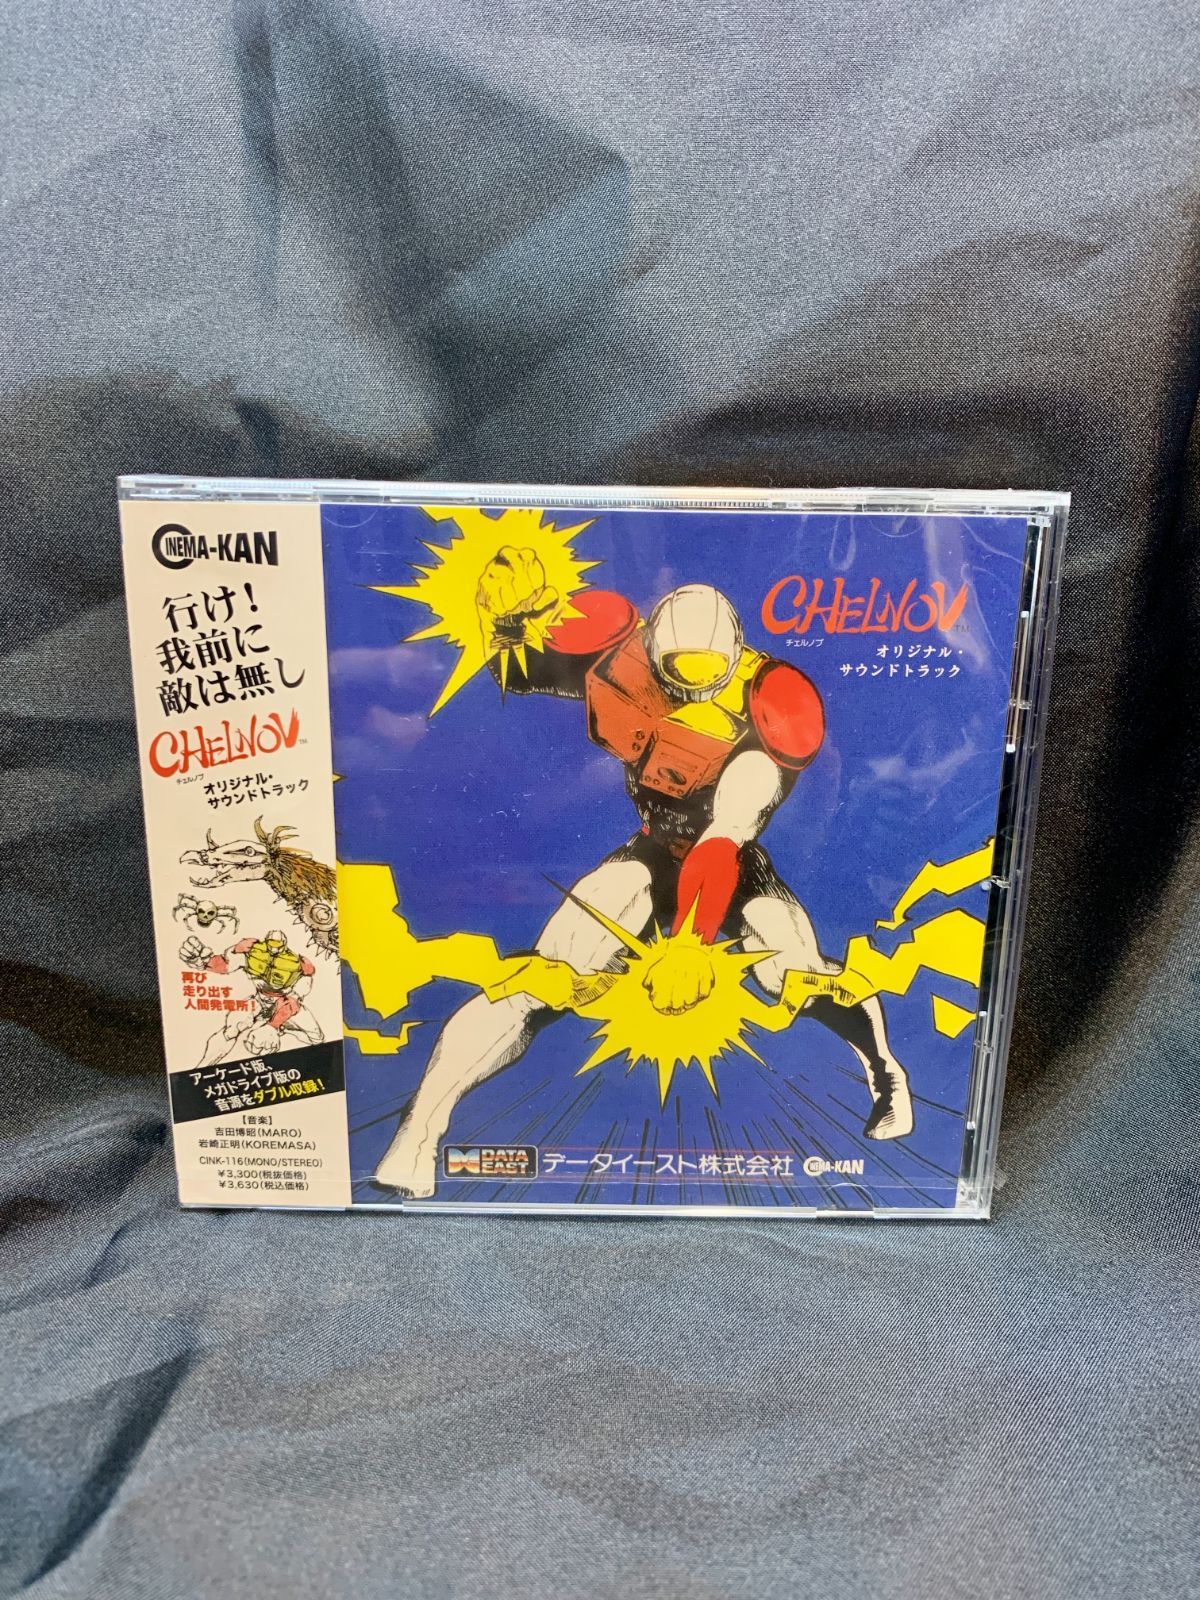 CINEMA-KAN
行け!
我前に
敵は無し
CHELNOV™
チェルノブ
オリジナル・
サウンドトラック
再び
走り出す
人間発電所!
アーケード版、
メガドライブ版の
音源をダブル収録!
【音楽】
吉田博昭(MARO)
岩崎正明(KOREMASA)
CINK-116(MONO/STEREO)
¥3,300(税抜価格)
¥3,630(税込価格)
CHELNOV™
チェルノブ
オリジナル・
サウンドトラック
DATA
EAST
データイースト株式会社
CINEMA-KAN